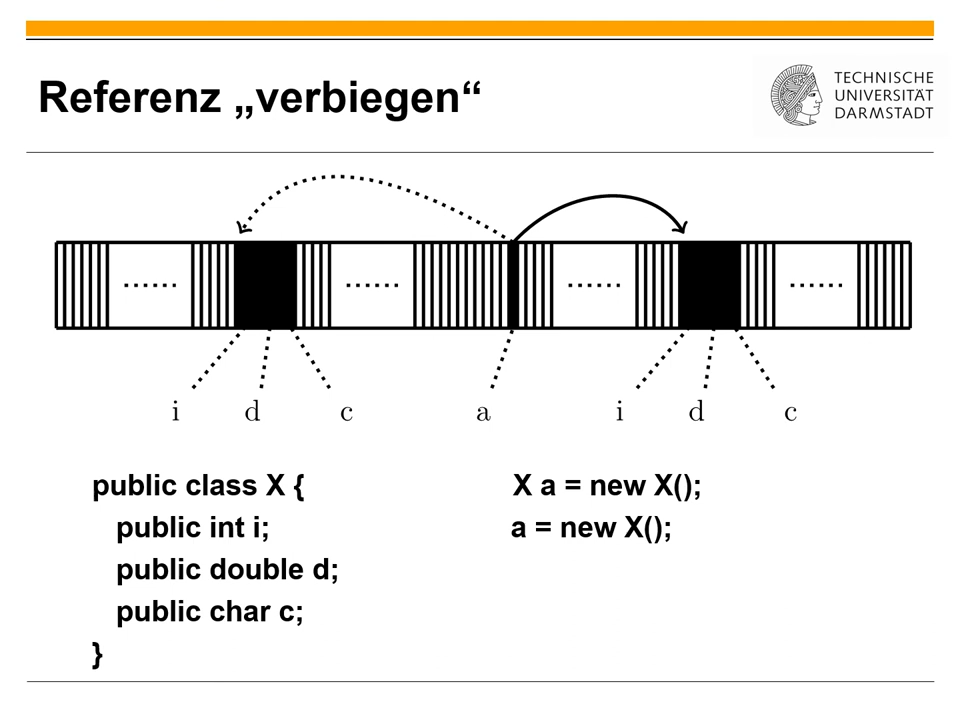 Referenz „verbiegen“
TECHNISCHE
UNIVERSITÄT
DARMSTADT
...... ...... ...... ......
i d c a i d c
public class X {
public int i;
public double d;
public char c;
}
X a = new X();
a = new X();